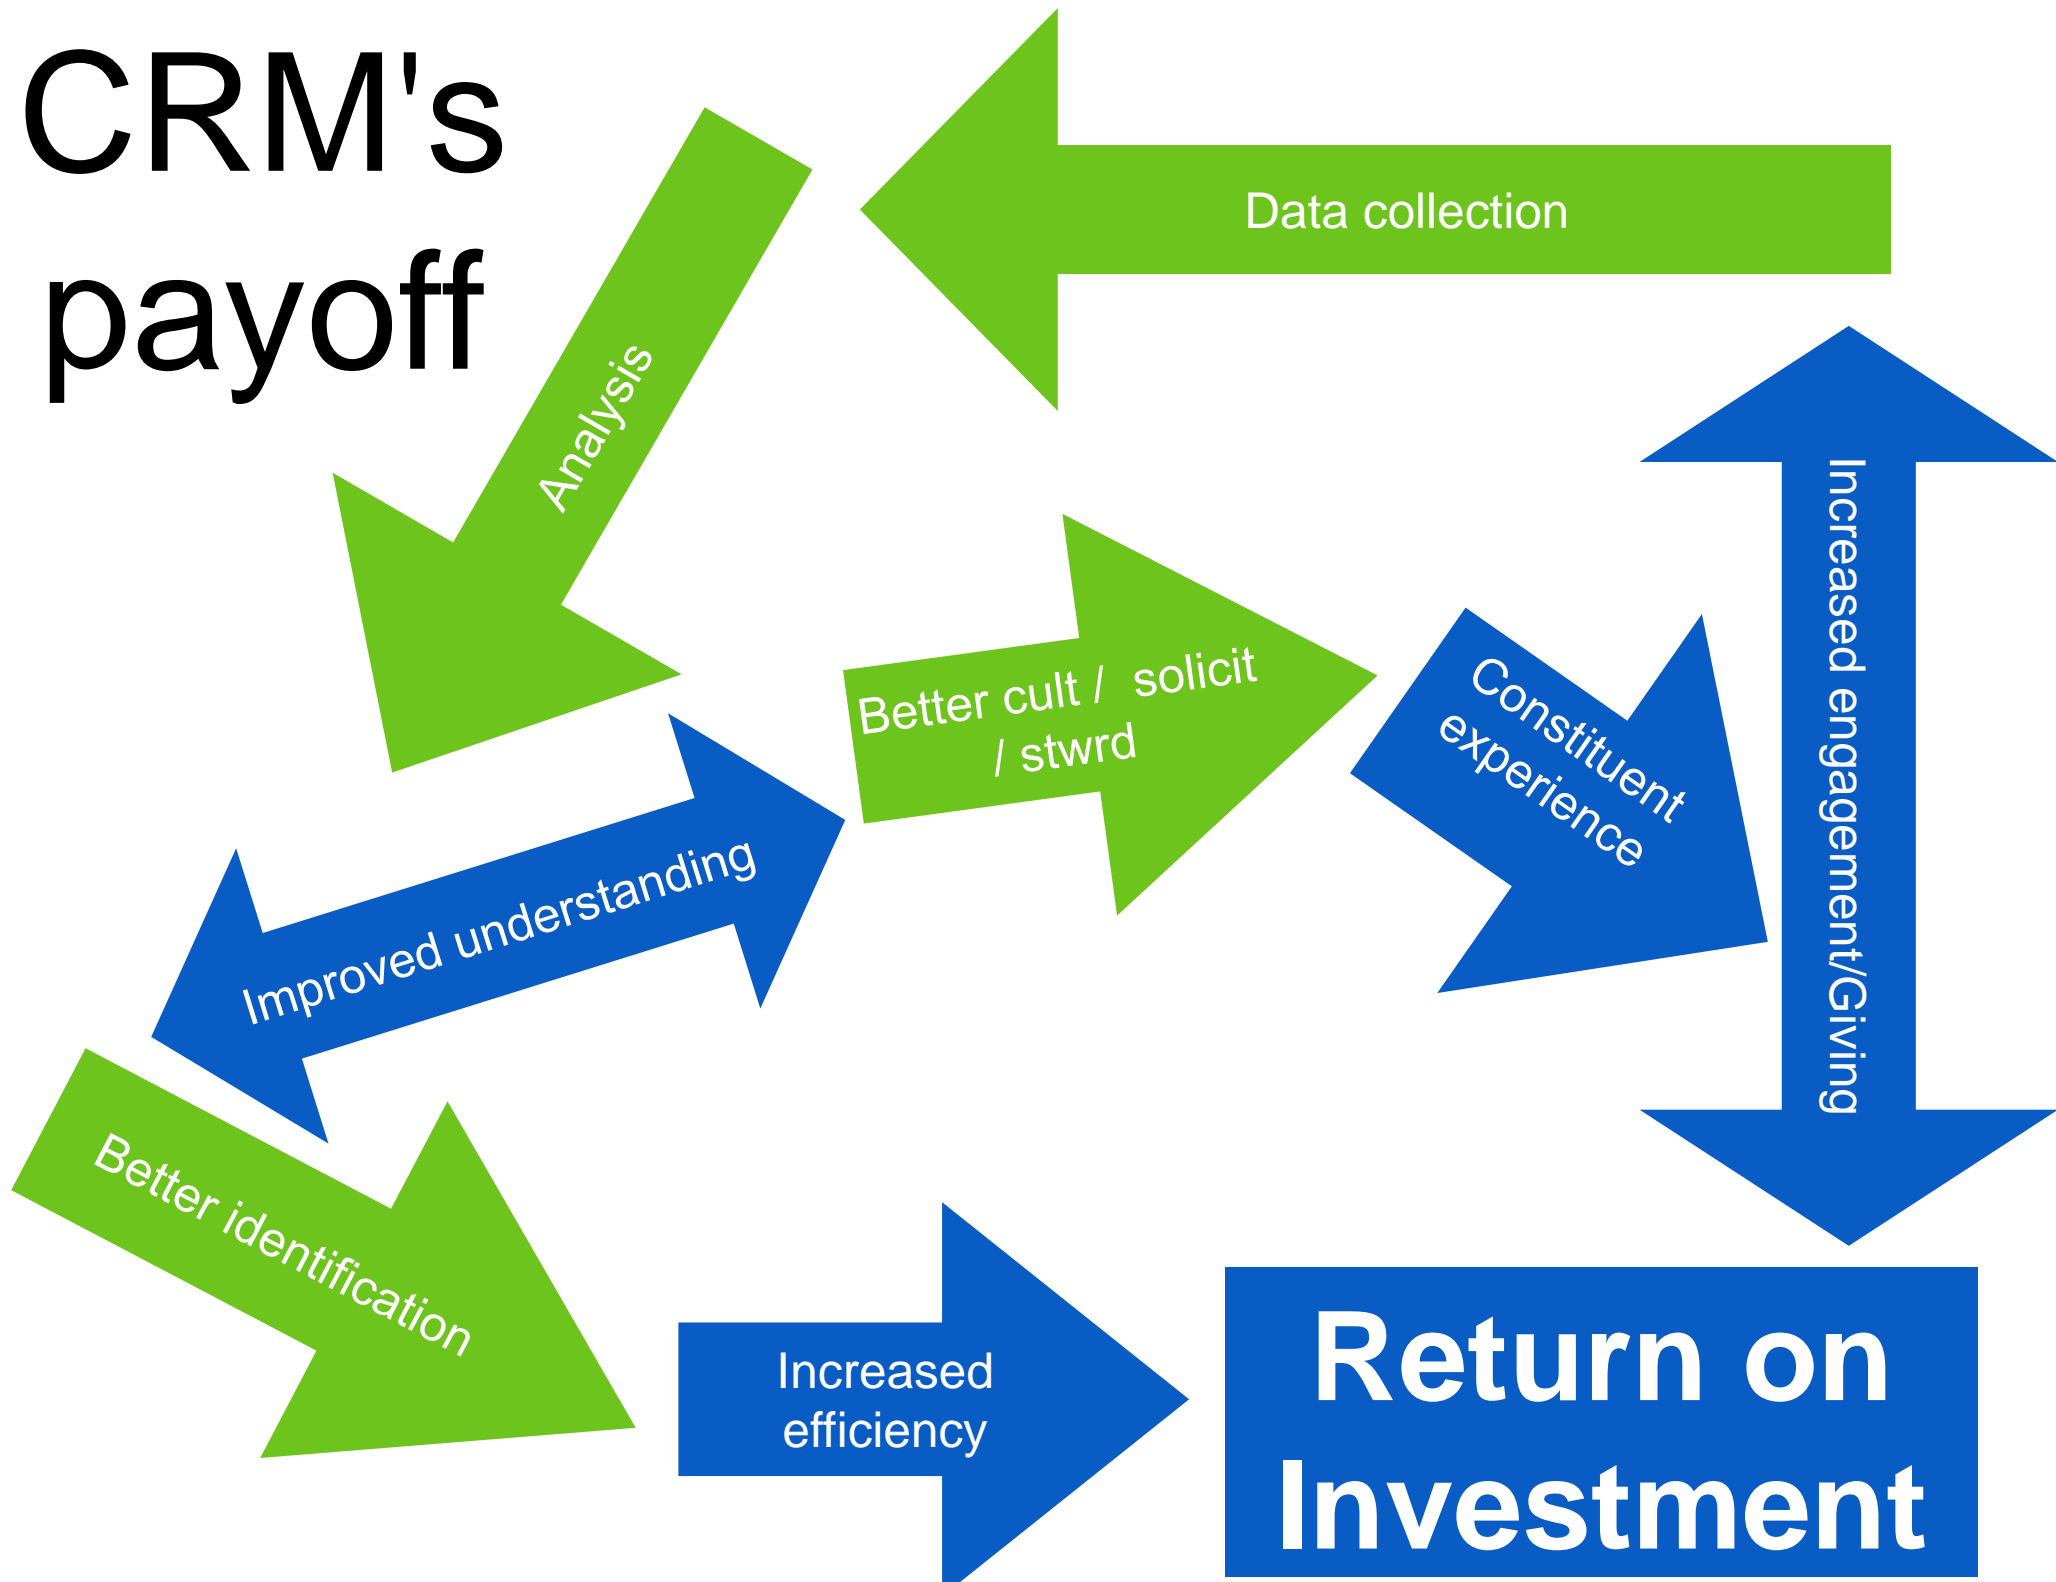 CRM's
payoff
Data collection
Analysis
Improved understanding
Better cult /  solicit
/ stwrd
Constituent
experience
Increased engagement/Giving
Better identification
Increased
efficiency
Return on
Investment